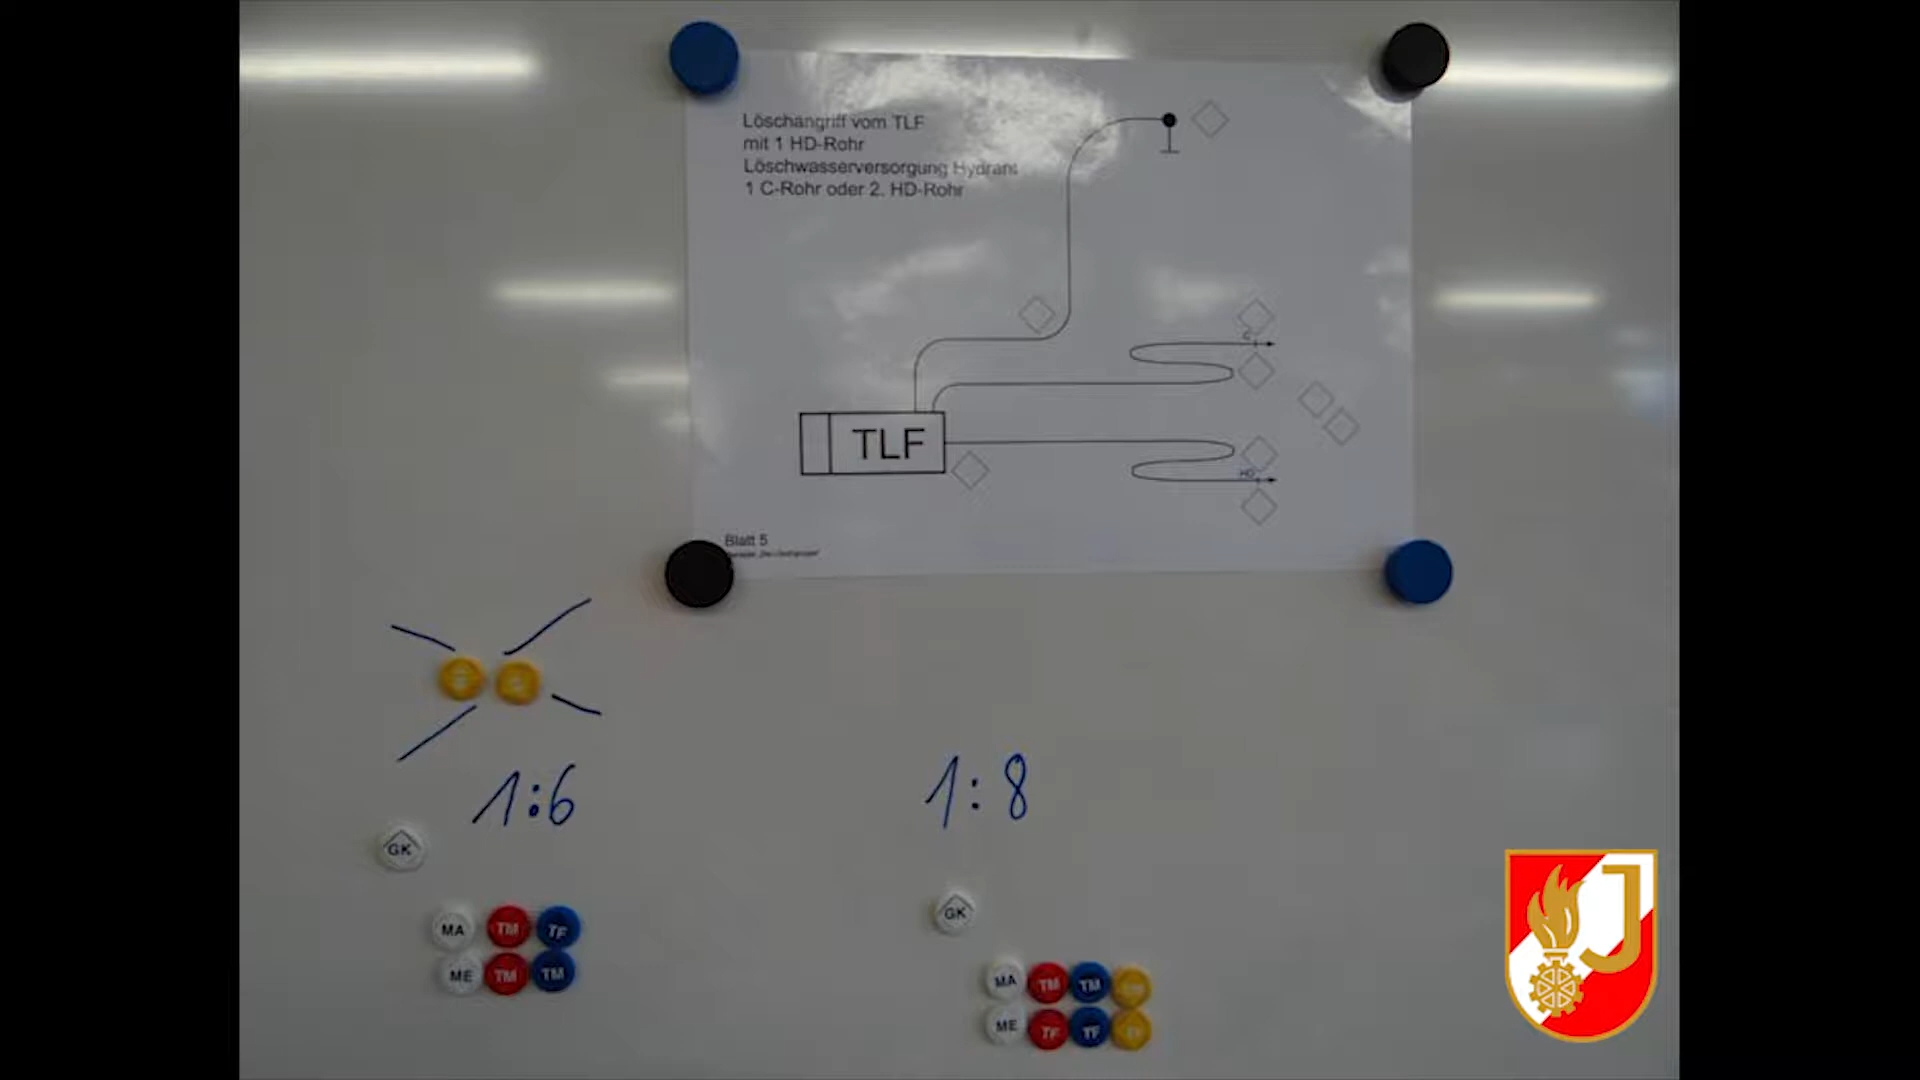 Löschangriff vom TLF
mit 1 HD-Rohr
Löschwasserversorgung Hydrant
1 C-Rohr oder 2. HD-Rohr
C
TLF
HD
Blatt 5
1:6
1:8
GK
MA TM TF
ME TM TM
GK
MA TM TM
ME TF TF
J